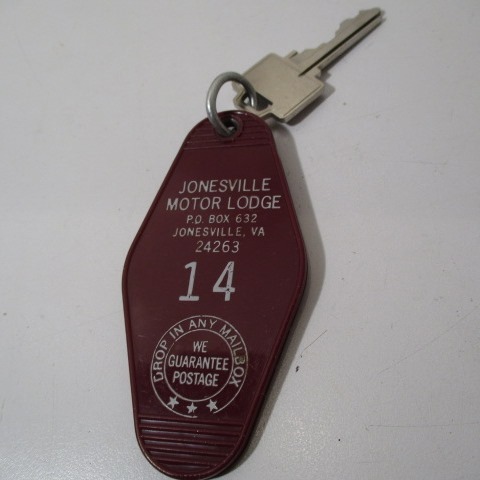 JONESVILLE
MOTOR LODGE
P.O. BOX 632
JONESVILLE, VA
24263
14
DROP IN ANY MAILBOX
WE
GUARANTEE
POSTAGE